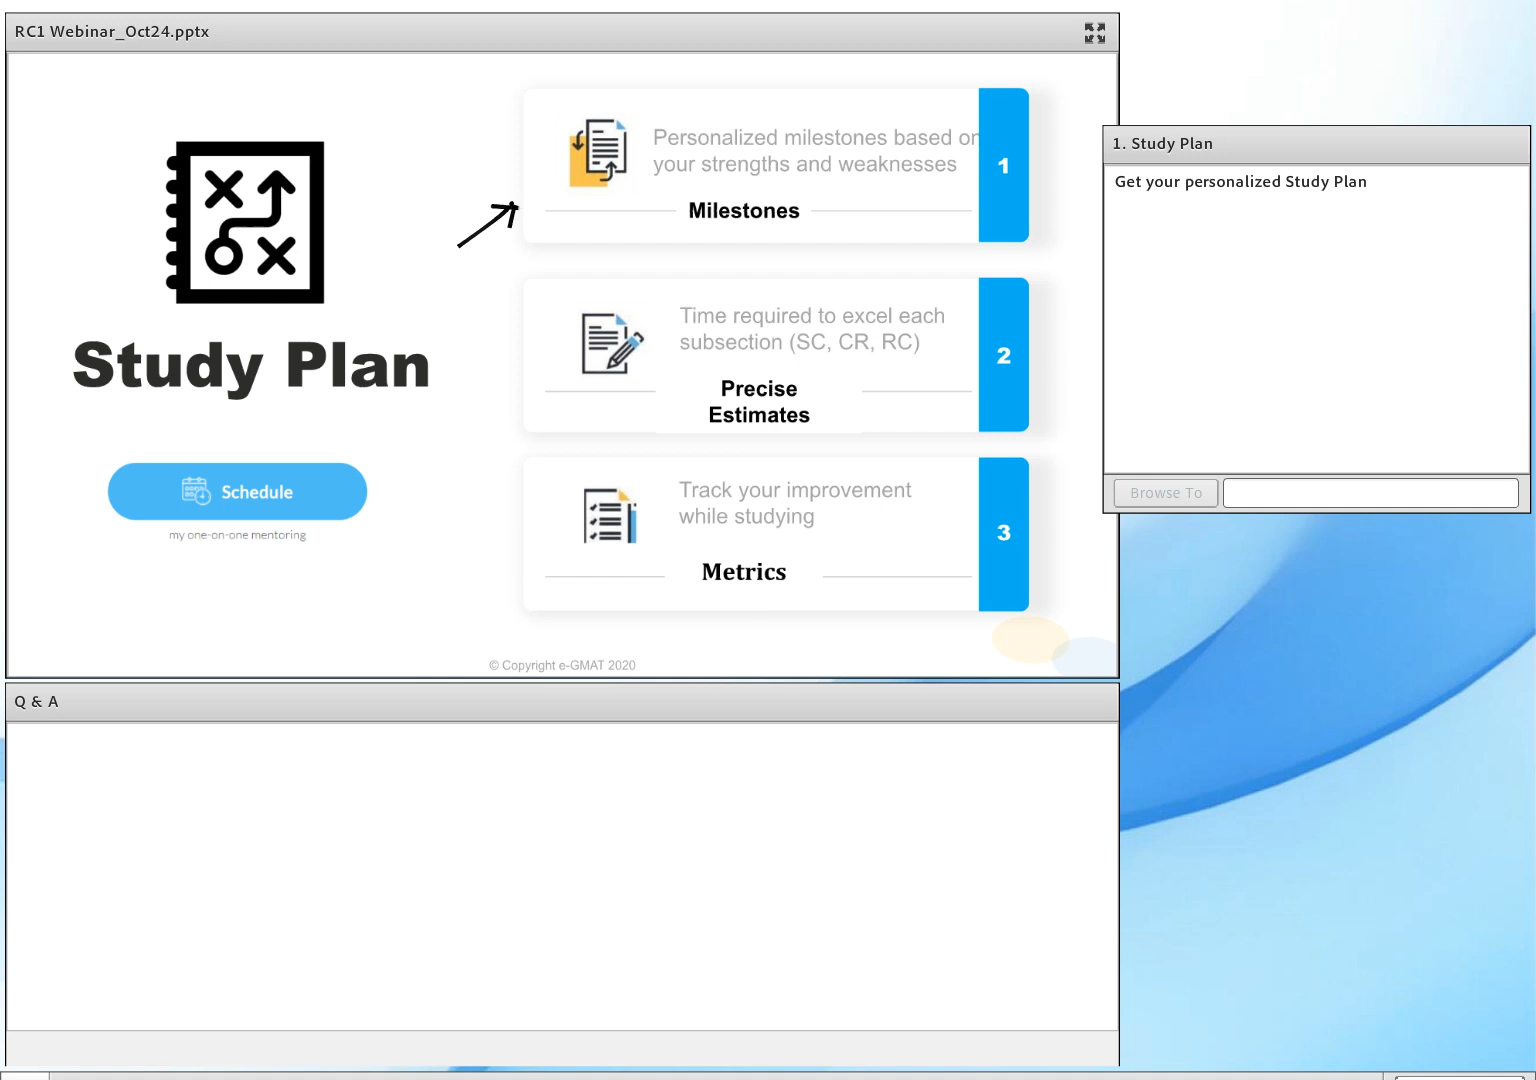 RC1 Webinar_Oct24.pptx
Study Plan
Schedule
my one-on-one mentoring
Personalized milestones based on
your strengths and weaknesses
Milestones
1
Time required to excel each
subsection (SC, CR, RC)
Precise
Estimates
2
Track your improvement
while studying
Metrics
3
© Copyright e-GMAT 2020
1. Study Plan
Get your personalized Study Plan
Browse To
Q & A